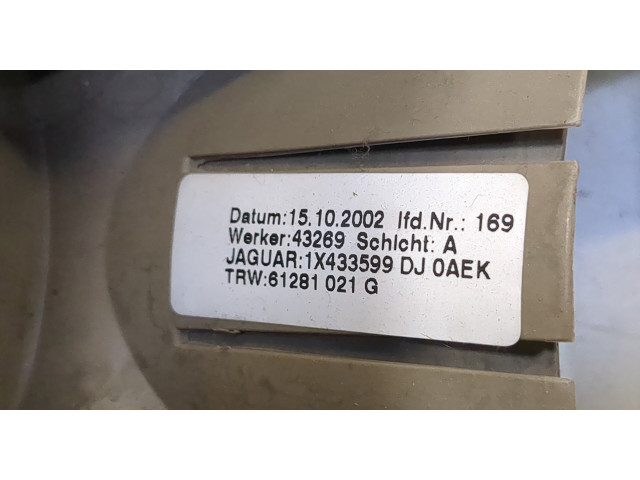 Datum:15.10.2002 lfd.Nr.: 169
Werker:43269 Schicht: A
JAGUAR:1X433599 DJ 0AEK
TRW:61281 021 G